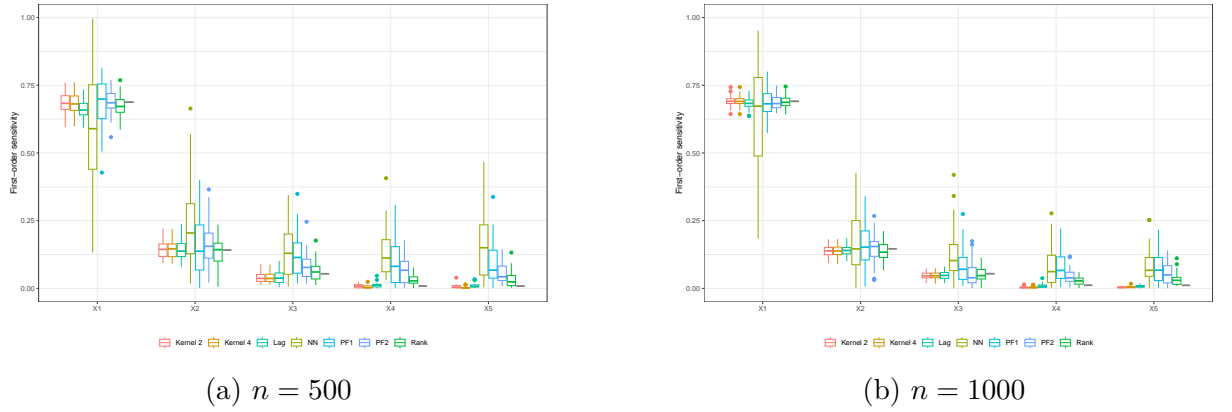 First−order sensitivity
1.00
0.75
0.50
0.25
0.00
X1 X2 X3 X4 X5
Kernel 2 Kernel 4 Lag NN PF1 PF2 Rank
(a) n = 500
First−order sensitivity
1.00
0.75
0.50
0.25
0.00
X1 X2 X3 X4 X5
Kernel 2 Kernel 4 Lag NN PF1 PF2 Rank
(b) n = 1000